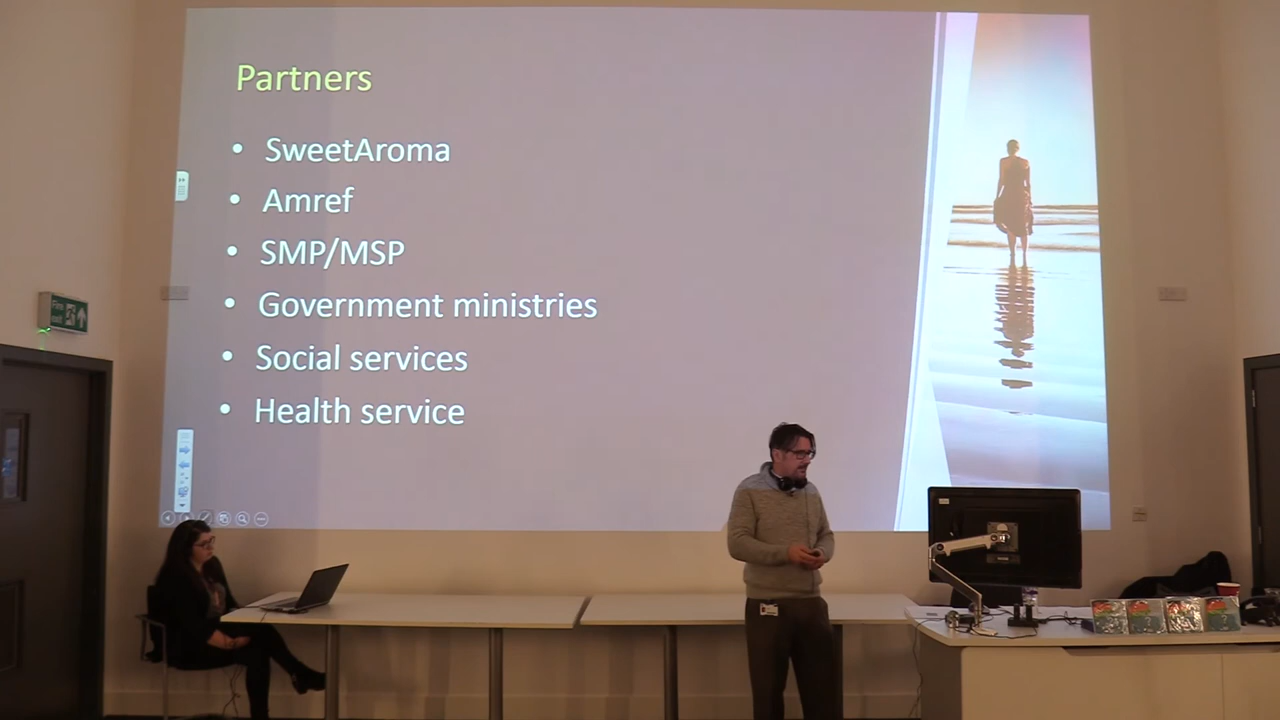 Partners
• SweetAroma
• Amref
• SMP/MSP
• Government ministries
• Social services
• Health service